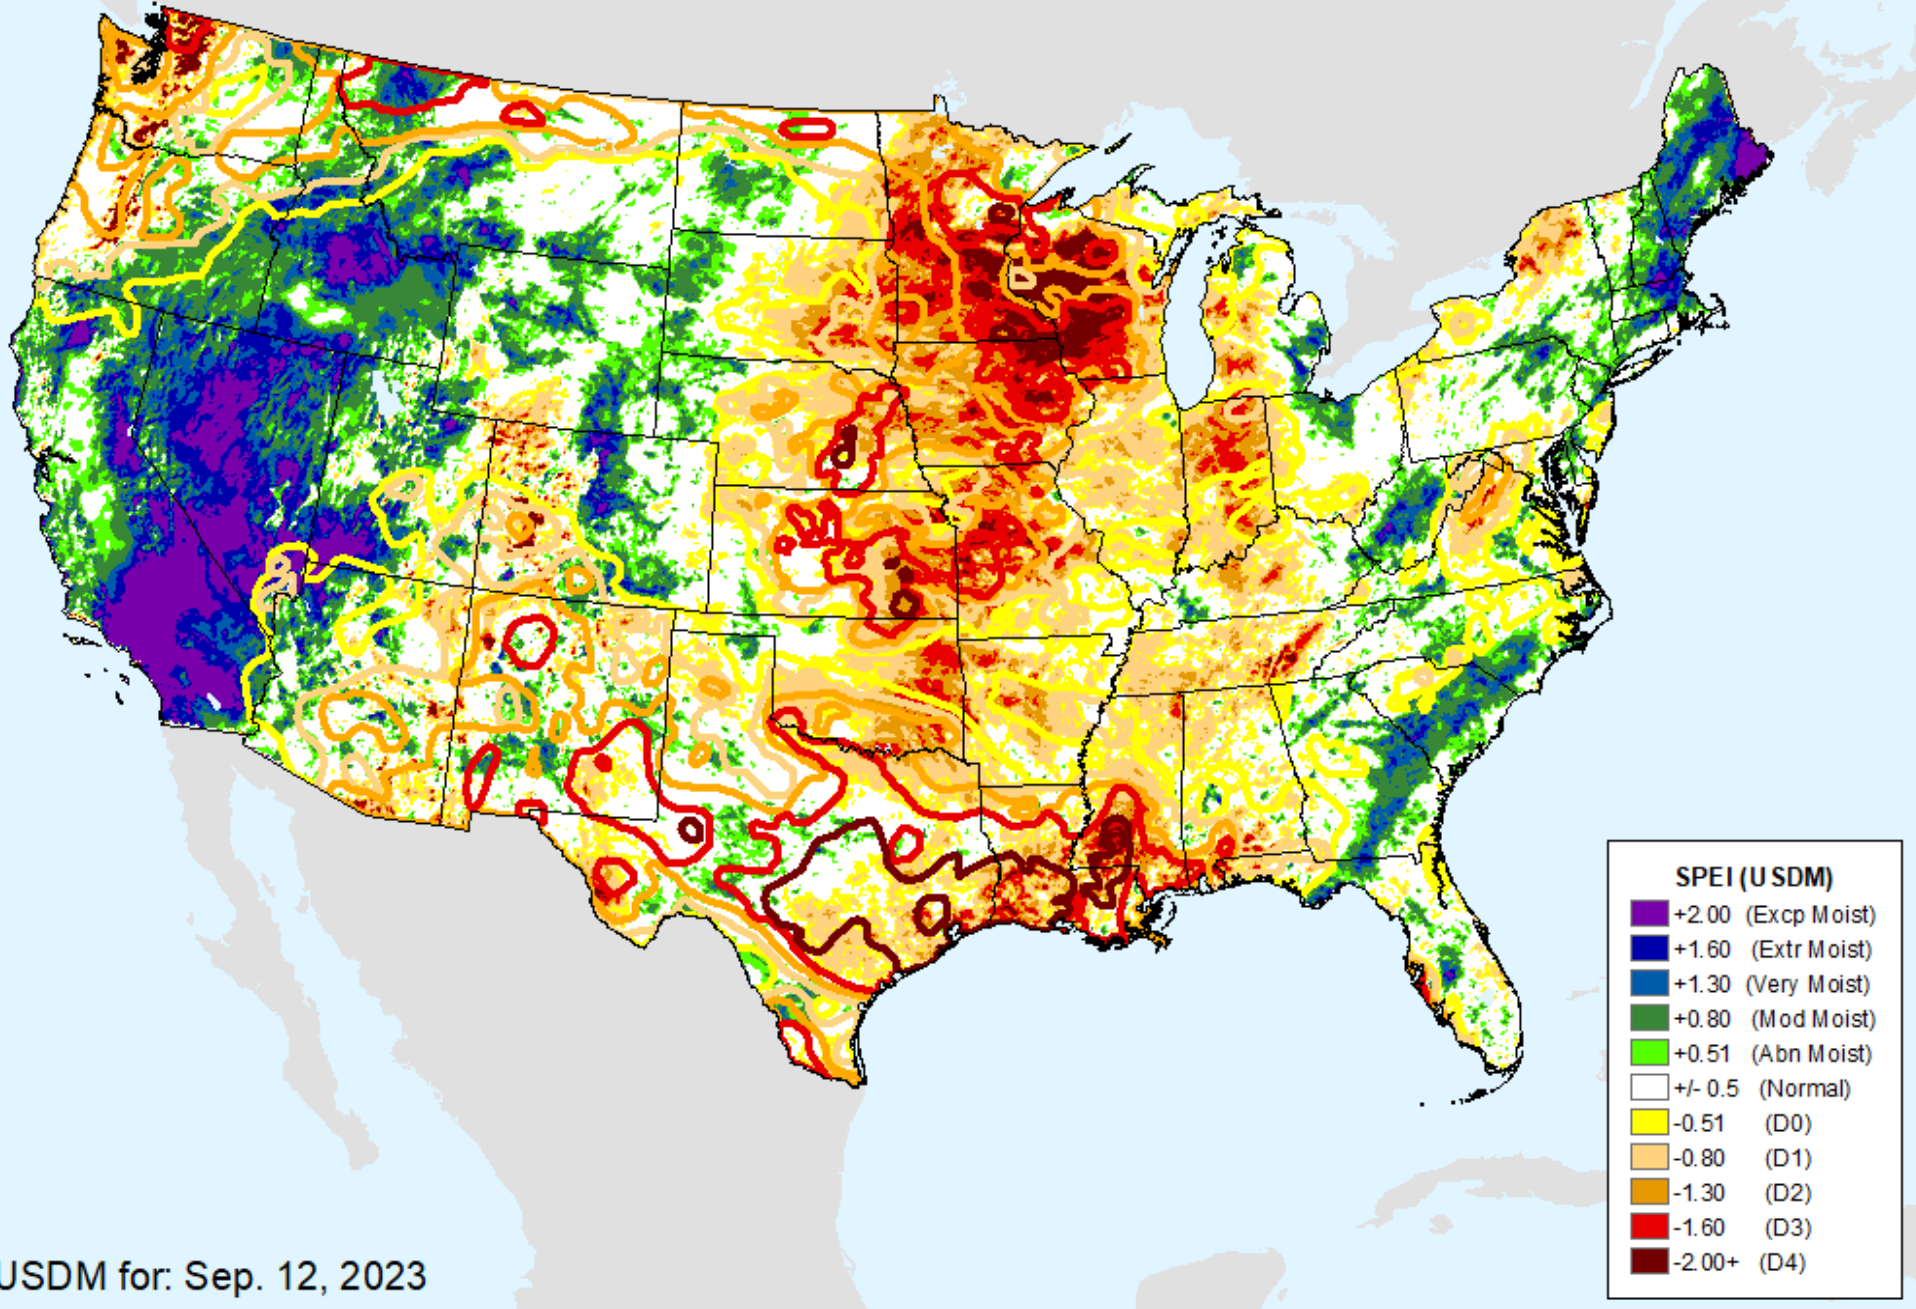 SPEI (USDM)
+2.00 (Excp Moist)
+1.60 (Extr Moist)
+1.30 (Very Moist)
+0.80 (Mod Moist)
+0.51 (Abn Moist)
+/- 0.5 (Normal)
-0.51 (D0)
-0.80 (D1)
-1.30 (D2)
-1.60 (D3)
-2.00+ (D4)
USDM for: Sep. 12, 2023